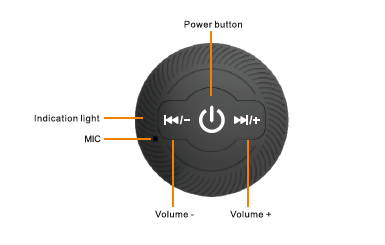 Power button
Indication light
MIC
/-
/+
Volume -
Volume +